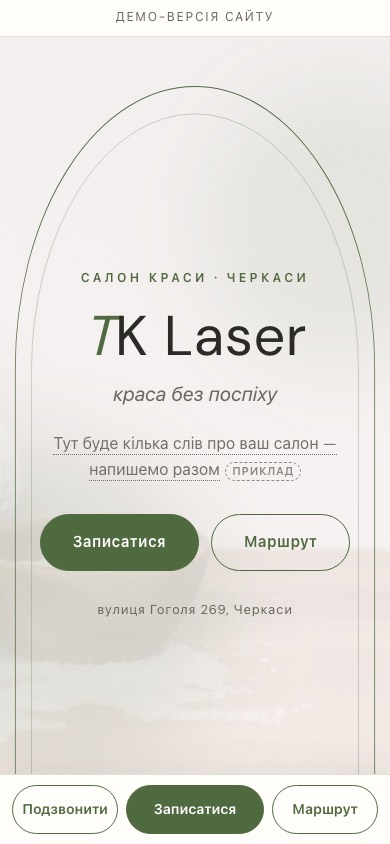 ДЕМО-ВЕРСІЯ САЙТУ
САЛОН КРАСИ · ЧЕРКАСИ
TK Laser
краса без поспіху
Тут буде кілька слів про ваш салон —
напишемо разом ПРИКЛАД
Записатися Маршрут
вулиця Гоголя 269, Черкаси
Подзвонити Записатися Маршрут